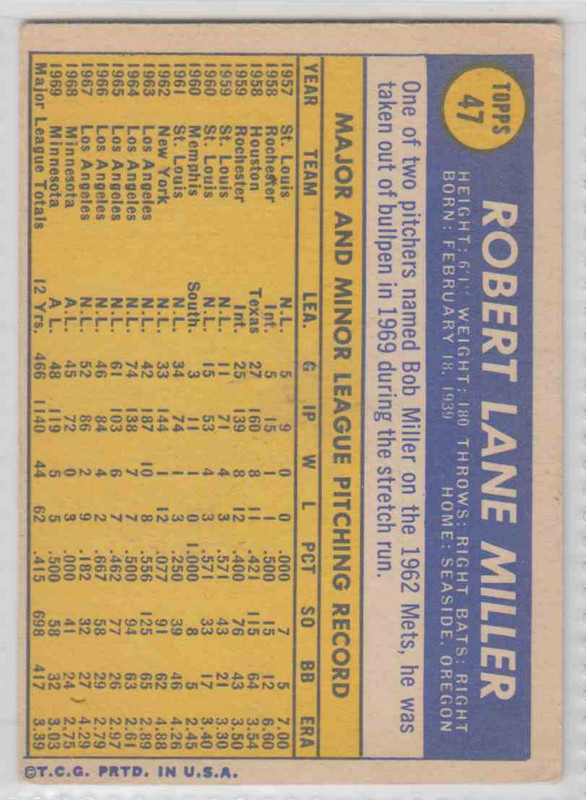 TOPPS
47
ROBERT LANE MILLER
HEIGHT: 6'1" WEIGHT: 180 THROWS: RIGHT BATS: RIGHT
BORN: FEBRUARY 18, 1939 HOME: SEASIDE, OREGON
One of two pitchers named Bob Miller on the 1962 Mets, he was
taken out of bullpen in 1969 during the stretch run.
MAJOR AND MINOR LEAGUE PITCHING RECORD
YEAR TEAM LEA. G IP W L PCT SO BB ERA
1957 St. Louis N.L. 5 9 0 0 .000 7 5 7.00
1958 Rochester Int. 5 15 1 1 .500 15 12 6.60
1958 Houston Texas 27 168 8 11 .421 115 64 3.54
1959 Rochester Int. 25 139 8 12 .400 76 43 3.50
1959 St. Louis N.L. 11 71 4 3 .571 43 21 3.30
1960 St. Louis N.L. 15 53 4 3 .571 33 17 3.40
1960 Memphis South. 3 11 1 0 1.000 8 5 2.45
1961 St. Louis N.L. 34 74 1 3 .250 39 46 4.26
1962 New York N.L. 33 144 1 12 .077 91 62 4.88
1963 Los Angeles N.L. 42 187 10 8 .556 125 65 2.89
1964 Los Angeles N.L. 74 138 7 7 .500 94 63 2.61
1965 Los Angeles N.L. 61 103 6 7 .462 77 26 2.97
1966 Los Angeles N.L. 46 84 4 2 .667 58 29 2.79
1967 Los Angeles N.L. 52 86 2 9 .182 32 27 4.29
1968 Minnesota A.L. 45 72 0 3 .000 41 24 2.75
1969 Minnesota A.L. 48 119 5 5 .500 58 32 3.03
Major League Totals 12 Yrs. 466 1140 44 62 .415 698 417 3.39
©T.C.G. PRTD. IN U.S.A.